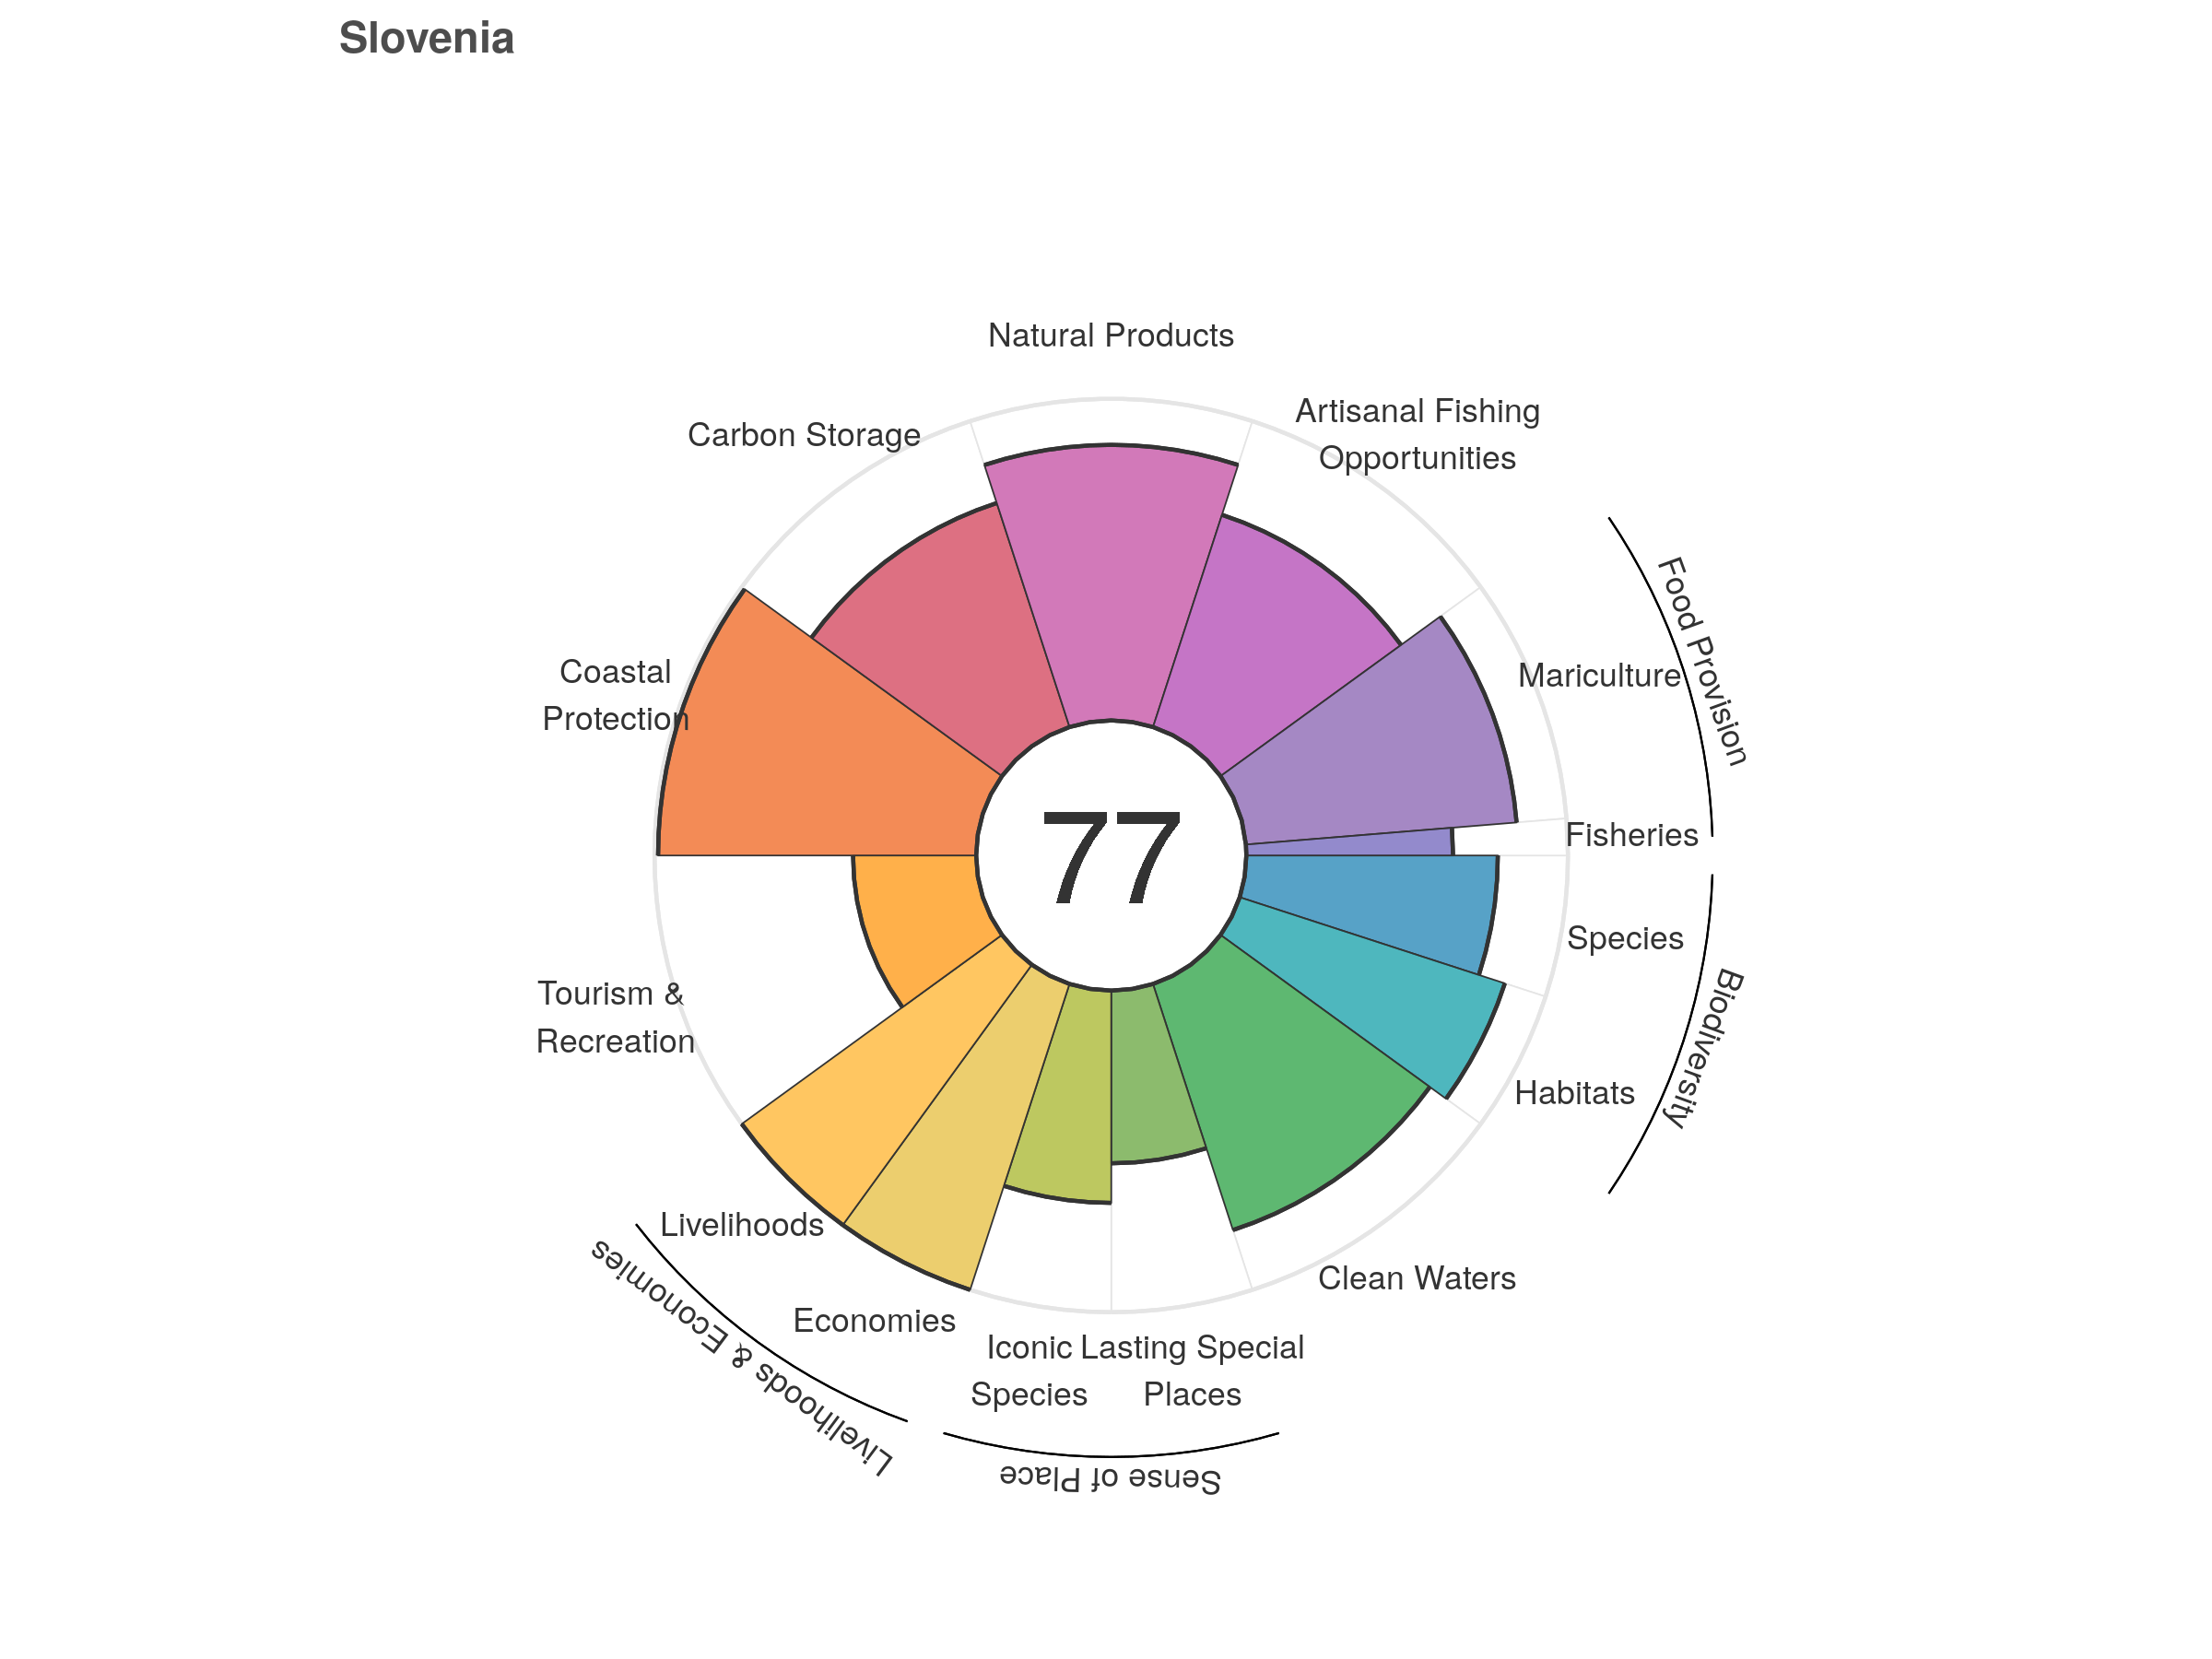 Slovenia
Natural Products
Artisanal Fishing
Opportunities
Carbon Storage
Food Provision
Coastal
Protection
Mariculture
77
Fisheries
Species
Biodiversity
Tourism &
Recreation
Habitats
Livelihoods
Clean Waters
Livelihoods & Economies
Economies
Iconic
Species
Lasting Special
Places
Sense of Place